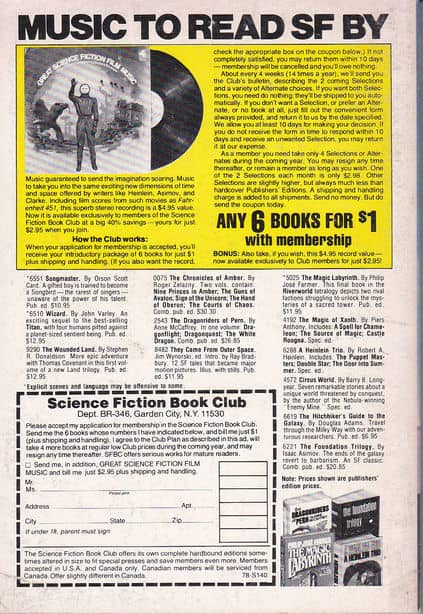 MUSIC TO READ SF BY
GREAT SCIENCE FICTION FILM MUSIC
Music guaranteed to send the imagination soaring. Music
to take you into the same exciting new dimensions of time
and space offered by writers like Heinlein, Asimov, and
Clarke. Including film scores from such movies as Fahr-
enheit 451, this superb stereo recording is a $4.95 value.
Now it is available exclusively to members of the Science
Fiction Book Club at a big 40% savings—yours for just
$2.95 when you join.
How the Club works:
When your application for membership is accepted, you'll
receive your introductory package of 6 books for just $1
plus shipping and handling. (If you also want the record,
check the appropriate box on the coupon below.) If not
completely satisfied, you may return them within 10 days
—membership will be cancelled and you'll owe nothing.
About every 4 weeks (14 times a year), we'll send you
the Club's bulletin, describing the 2 coming Selections
and a variety of Alternate choices. If you want both Selec-
tions, you need do nothing; they'll be shipped to you auto-
matically. If you don't want a Selection, or prefer an Alter-
nate, or no book at all, just fill out the convenient form
always provided, and return it to us by the date specified.
We allow you at least 10 days for making your decision. If
you do not receive the form in time to respond within 10
days and receive an unwanted Selection, you may return
it at our expense.
As a member you need take only 4 Selections or Alter-
nates during the coming year. You may resign any time
thereafter, or remain a member as long as you wish. One
of the 2 Selections each month is only $2.98. Other
Selections are slightly higher, but always much less than
hardcover Publishers' Editions. A shipping and handling
charge is added to all shipments. Send no money. But do
send the coupon today.
ANY 6 BOOKS FOR $1
with membership
BONUS: Also, if you wish, this $4.95 record value—
now available exclusively to Club members for just $2.95!
*6551 Songmaster. By Orson Scott
Card. A gifted boy is trained to become
a Songbird—the rarest of singers—
unaware of the power of his talent.
Pub. ed. $10.95
*6510 Wizard. By John Varley. An
exciting sequel to the best-selling
Titan, with four humans pitted against
a planet-sized sentient being. Pub. ed.
$12.95
9290 The Wounded Land. By Stephen
R. Donaldson. More epic adventure
with Thomas Covenant in this first vol-
ume of a new Land trilogy. Pub. ed.
$12.95
0075 The Chronicles of Amber. By
Roger Zelazny. Two vols. contain:
Nine Princes in Amber; The Guns of
Avalon, Sign of the Unicorn; The Hand
of Oberon; The Courts of Chaos.
Comb. pub. ed. $30.30
2543 The Dragonriders of Pern. By
Anne McCaffrey. In one volume: Dra-
gonflight; Dragonquest; The White
Dragon. Comb. pub. ed. $26.85
6462 They Came From Outer Space.
Jim Wynorski, ed. Intro. by Ray Brad-
bury. 12 SF tales that became major
motion pictures. Illus. with stills. Pub.
ed. $11.95
*5025 The Magic Labyrinth. By Philip
José Farmer. This final book in the
Riverworld tetralogy depicts two rival
factions struggling to unlock the mys-
teries of a sacred tower. Pub. ed.
$11.95
4192 The Magic of Xanth. By Piers
Anthony. Includes: A Spell for Chame-
leon; The Source of Magic; Castle
Roogna. Spec. ed.
6288 A Heinlein Trio. By Robert A.
Heinlein. Includes: The Puppet Mas-
ters; Double Star; The Door into Sum-
mer. Spec. ed.
4572 Circus World. By Barry B. Long-
year. Seven remarkable stories about a
unique world threatened by conquest,
by the author of the Nebula-winning
"Enemy Mine." Spec. ed.
6619 The Hitchhiker's Guide to the
Galaxy. By Douglas Adams. Travel
through the Milky Way with our adven-
turous researchers. Pub. ed. $6.95
6221 The Foundation Trilogy. By
Isaac Asimov. The ends of the galaxy
revert to barbarism. An SF classic.
Comb. pub. ed. $20.85
Note: Prices shown are publishers'
edition prices.
*Explicit scenes and language may be offensive to some.
Science Fiction Book Club
Dept. BR-346, Garden City, N.Y. 11530
Please accept my application for membership in the Science Fiction Book Club.
Send me the 6 books whose numbers I have indicated below, and bill me just $1
(plus shipping and handling). I agree to the Club Plan as described in this ad, will
take 4 more books at regular low Club prices during the coming year, and may
resign any time thereafter. SFBC offers serious works for mature readers.
Send me, in addition, GREAT SCIENCE FICTION FILM
MUSIC and bill me just $2.95 plus shipping and handling.
Mr.
Ms.
Please print
Address Apt.
City State Zip
If under 18, parent must sign
The Science Fiction Book Club offers its own complete hardbound editions some-
times altered in size to fit special presses and save members even more. Members
accepted in U.S.A. and Canada only. Canadian members will be serviced from
Canada. Offer slightly different in Canada. 78-S140
THE DRAGONRIDERS OF PERN
the foundation trilogy
THE MAGIC LABYRINTH
A HEINLEIN TRIO